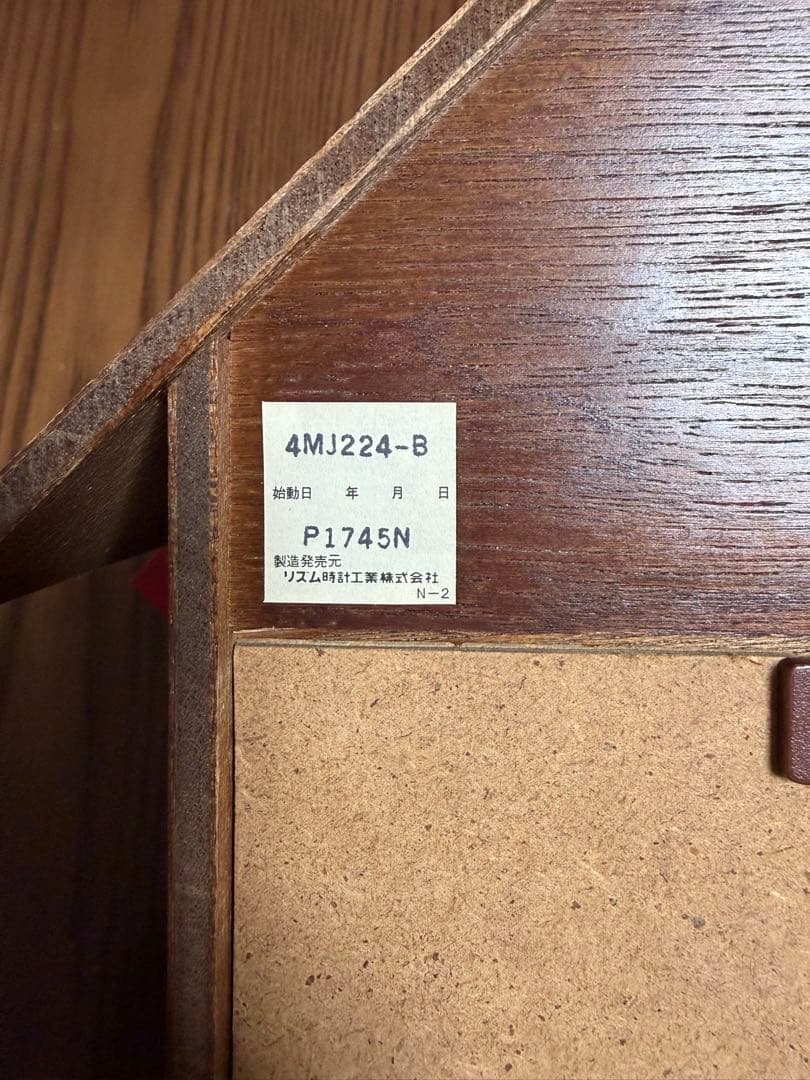 4MJ224-B
始動日 年 月 日
P1745N
製造発売元
リズム時計工業株式会社
N-2